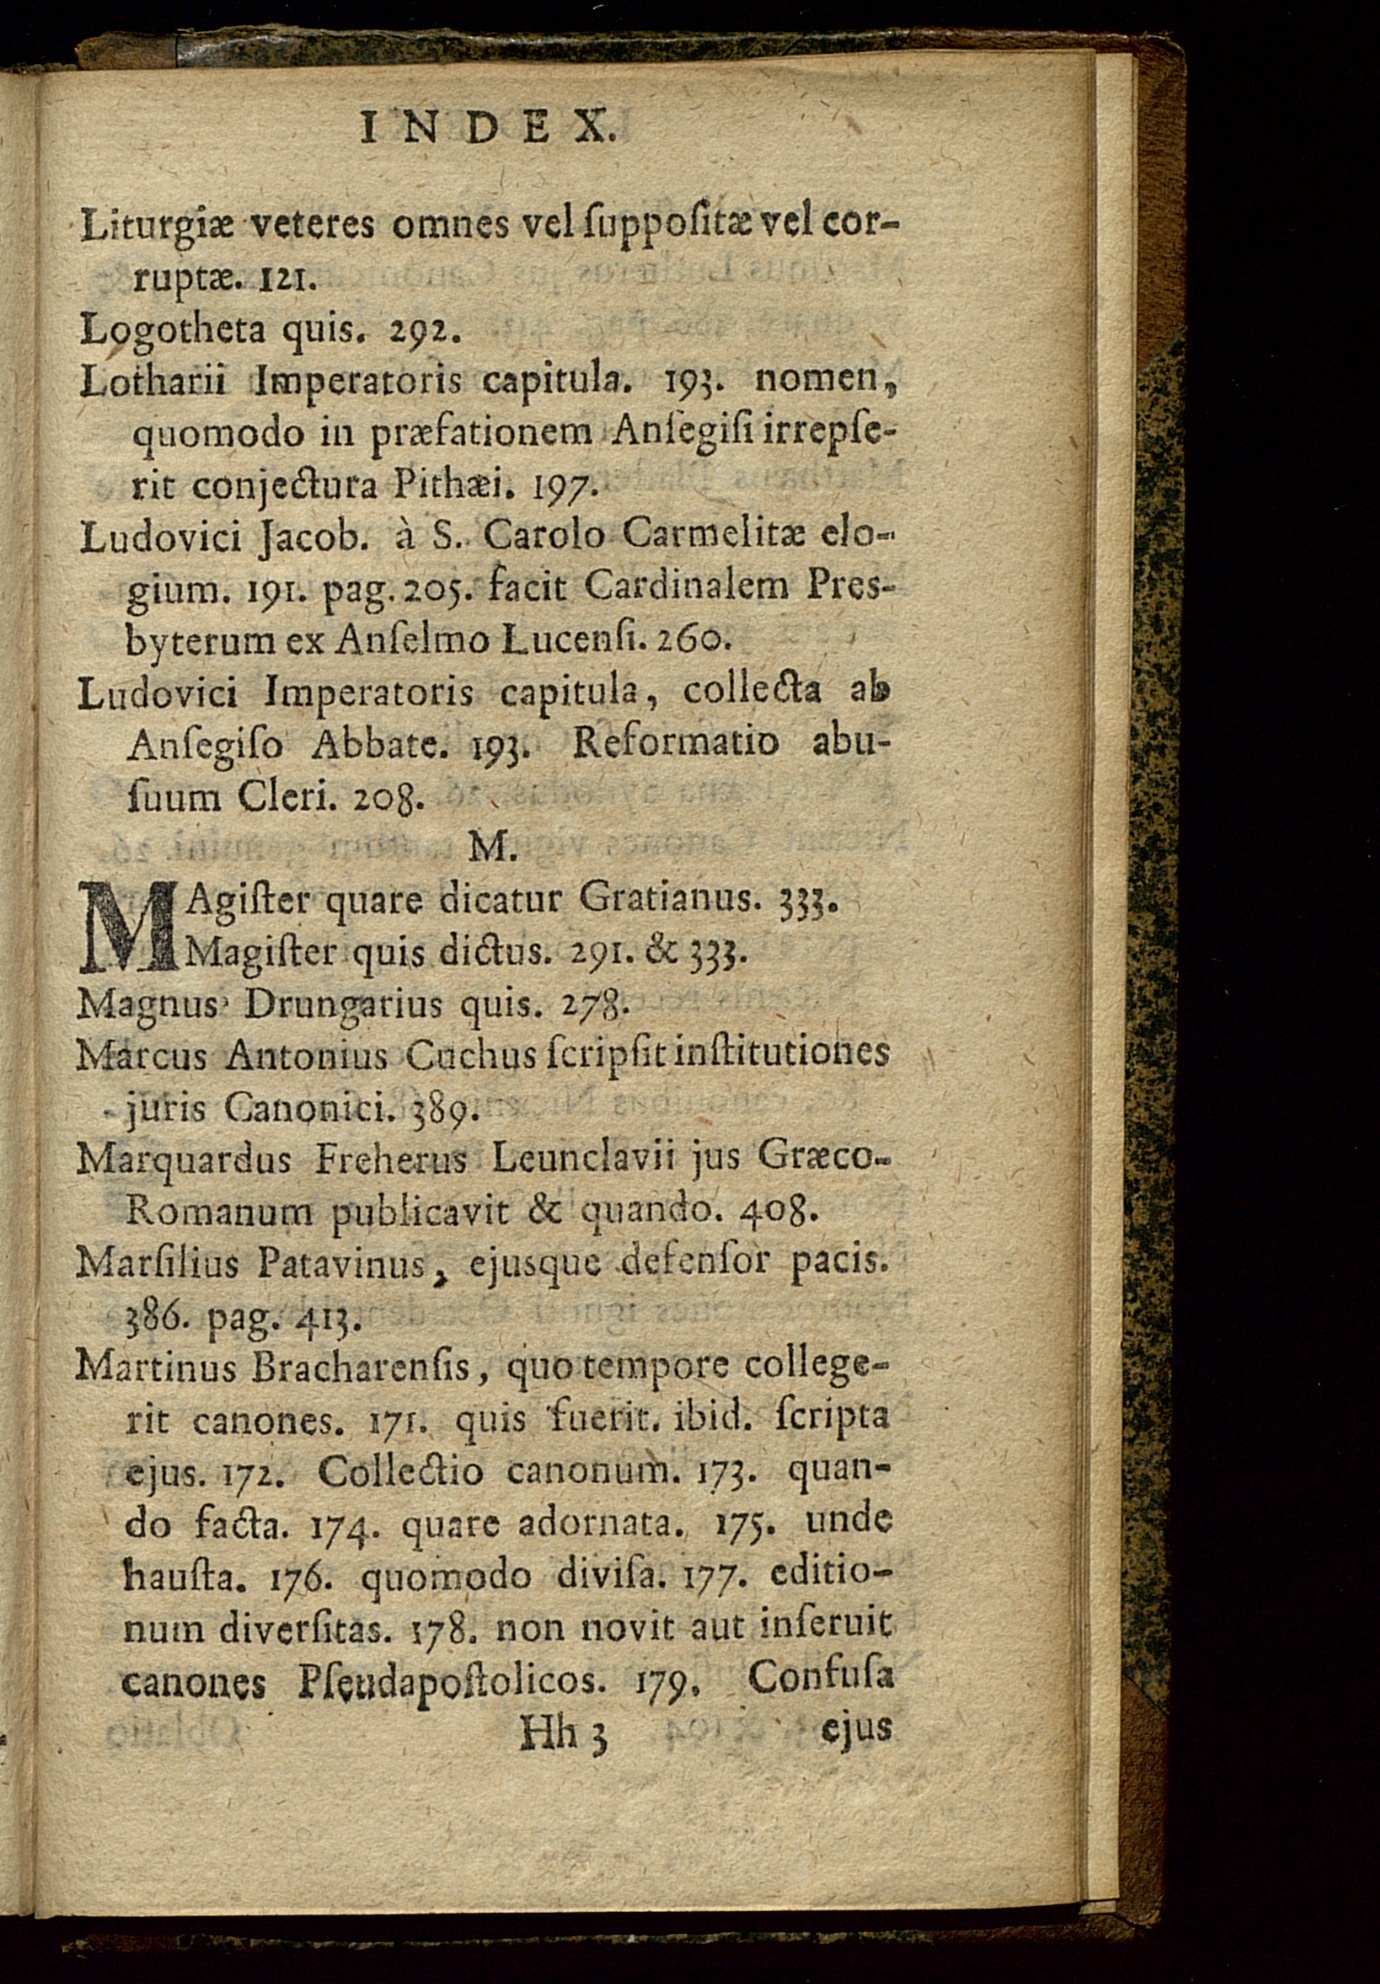 INDEX.
Liturgiæ veteres omnes vel ſuppoſitæ vel cor-
ruptæ. 121.
Logotheta quis. 292.
Lotharii Imperatoris capitula. 193. nomen,
quomodo in præfationem Anſegiſi irrepſe-
rit conjectura Pithæi. 197.
Ludovici Jacob. à S. Carolo Carmelitæ elo-
gium. 191. pag. 205. facit Cardinalem Pres-
byterum ex Anſelmo Lucenſi. 260.
Ludovici Imperatoris capitula, collecta ab
Anſegiſo Abbate. 193. Reformatio abu-
ſuum Cleri. 208.
M.
MAgiſter quare dicatur Gratianus. 333.
Magiſter quis dictus. 291. & 333.
Magnus Drungarius quis. 278.
Marcus Antonius Cuchus ſcripſit inſtitutiones
juris Canonici. 389.
Marquardus Freherus Leunclavii jus Græco-
Romanum publicavit & quando. 408.
Marſilius Patavinus, ejusque defenſor pacis.
386. pag. 413.
Martinus Bracharenſis, quo tempore college-
rit canones. 171. quis fuerit. ibid. ſcripta
ejus. 172. Collectio canonum. 173. quan-
do facta. 174. quare adornata. 175. unde
hauſta. 176. quomodo diviſa. 177. editio-
num diverſitas. 178. non novit aut inſeruit
canones Pſeudapoſtolicos. 179. Confuſa
Hh 3 ejus